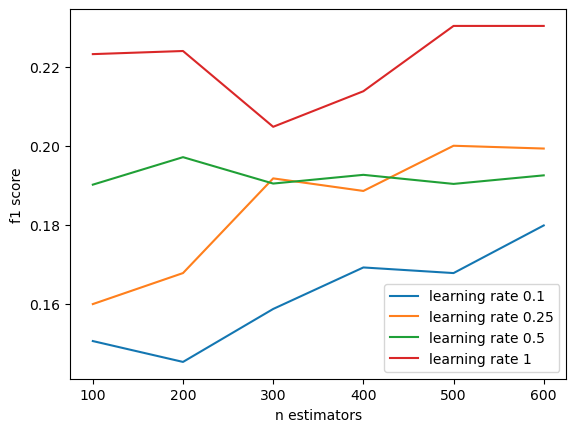 f1 score
0.22
0.20
0.18
0.16
100 200 300 400 500 600
n estimators
learning rate 0.1
learning rate 0.25
learning rate 0.5
learning rate 1